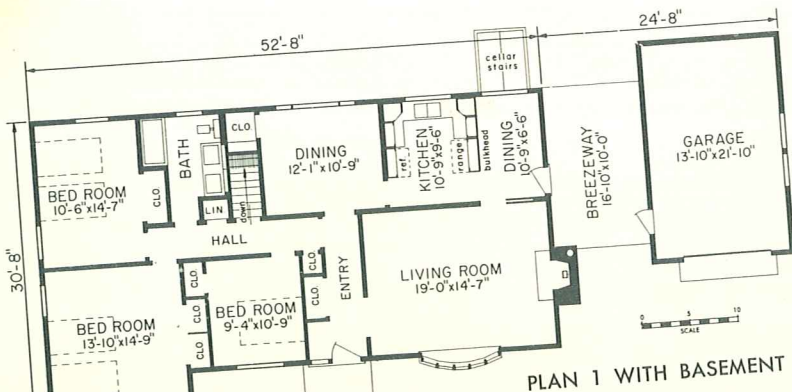 52'-8"
24'-8"
cellar
stairs
30'-8"
BED ROOM
10'-6"x14'-7"
CLO.
BATH
LIN
CLO.
down
DINING
12'-1"x10'-9"
ref.
KITCHEN
10'-9"x9'-6"
range
bulkhead
DINING
10'-9"x6'-6"
BREEZEWAY
16'-10"x10'-0"
GARAGE
13'-10"x21'-10"
HALL
BED ROOM
13'-10"x14'-9"
CLO.
CLO.
CLO.
BED ROOM
9'-4"x10'-9"
CLO.
CLO.
ENTRY
LIVING ROOM
19'-0"x14'-7"
0 5 10
SCALE
PLAN 1 WITH BASEMENT